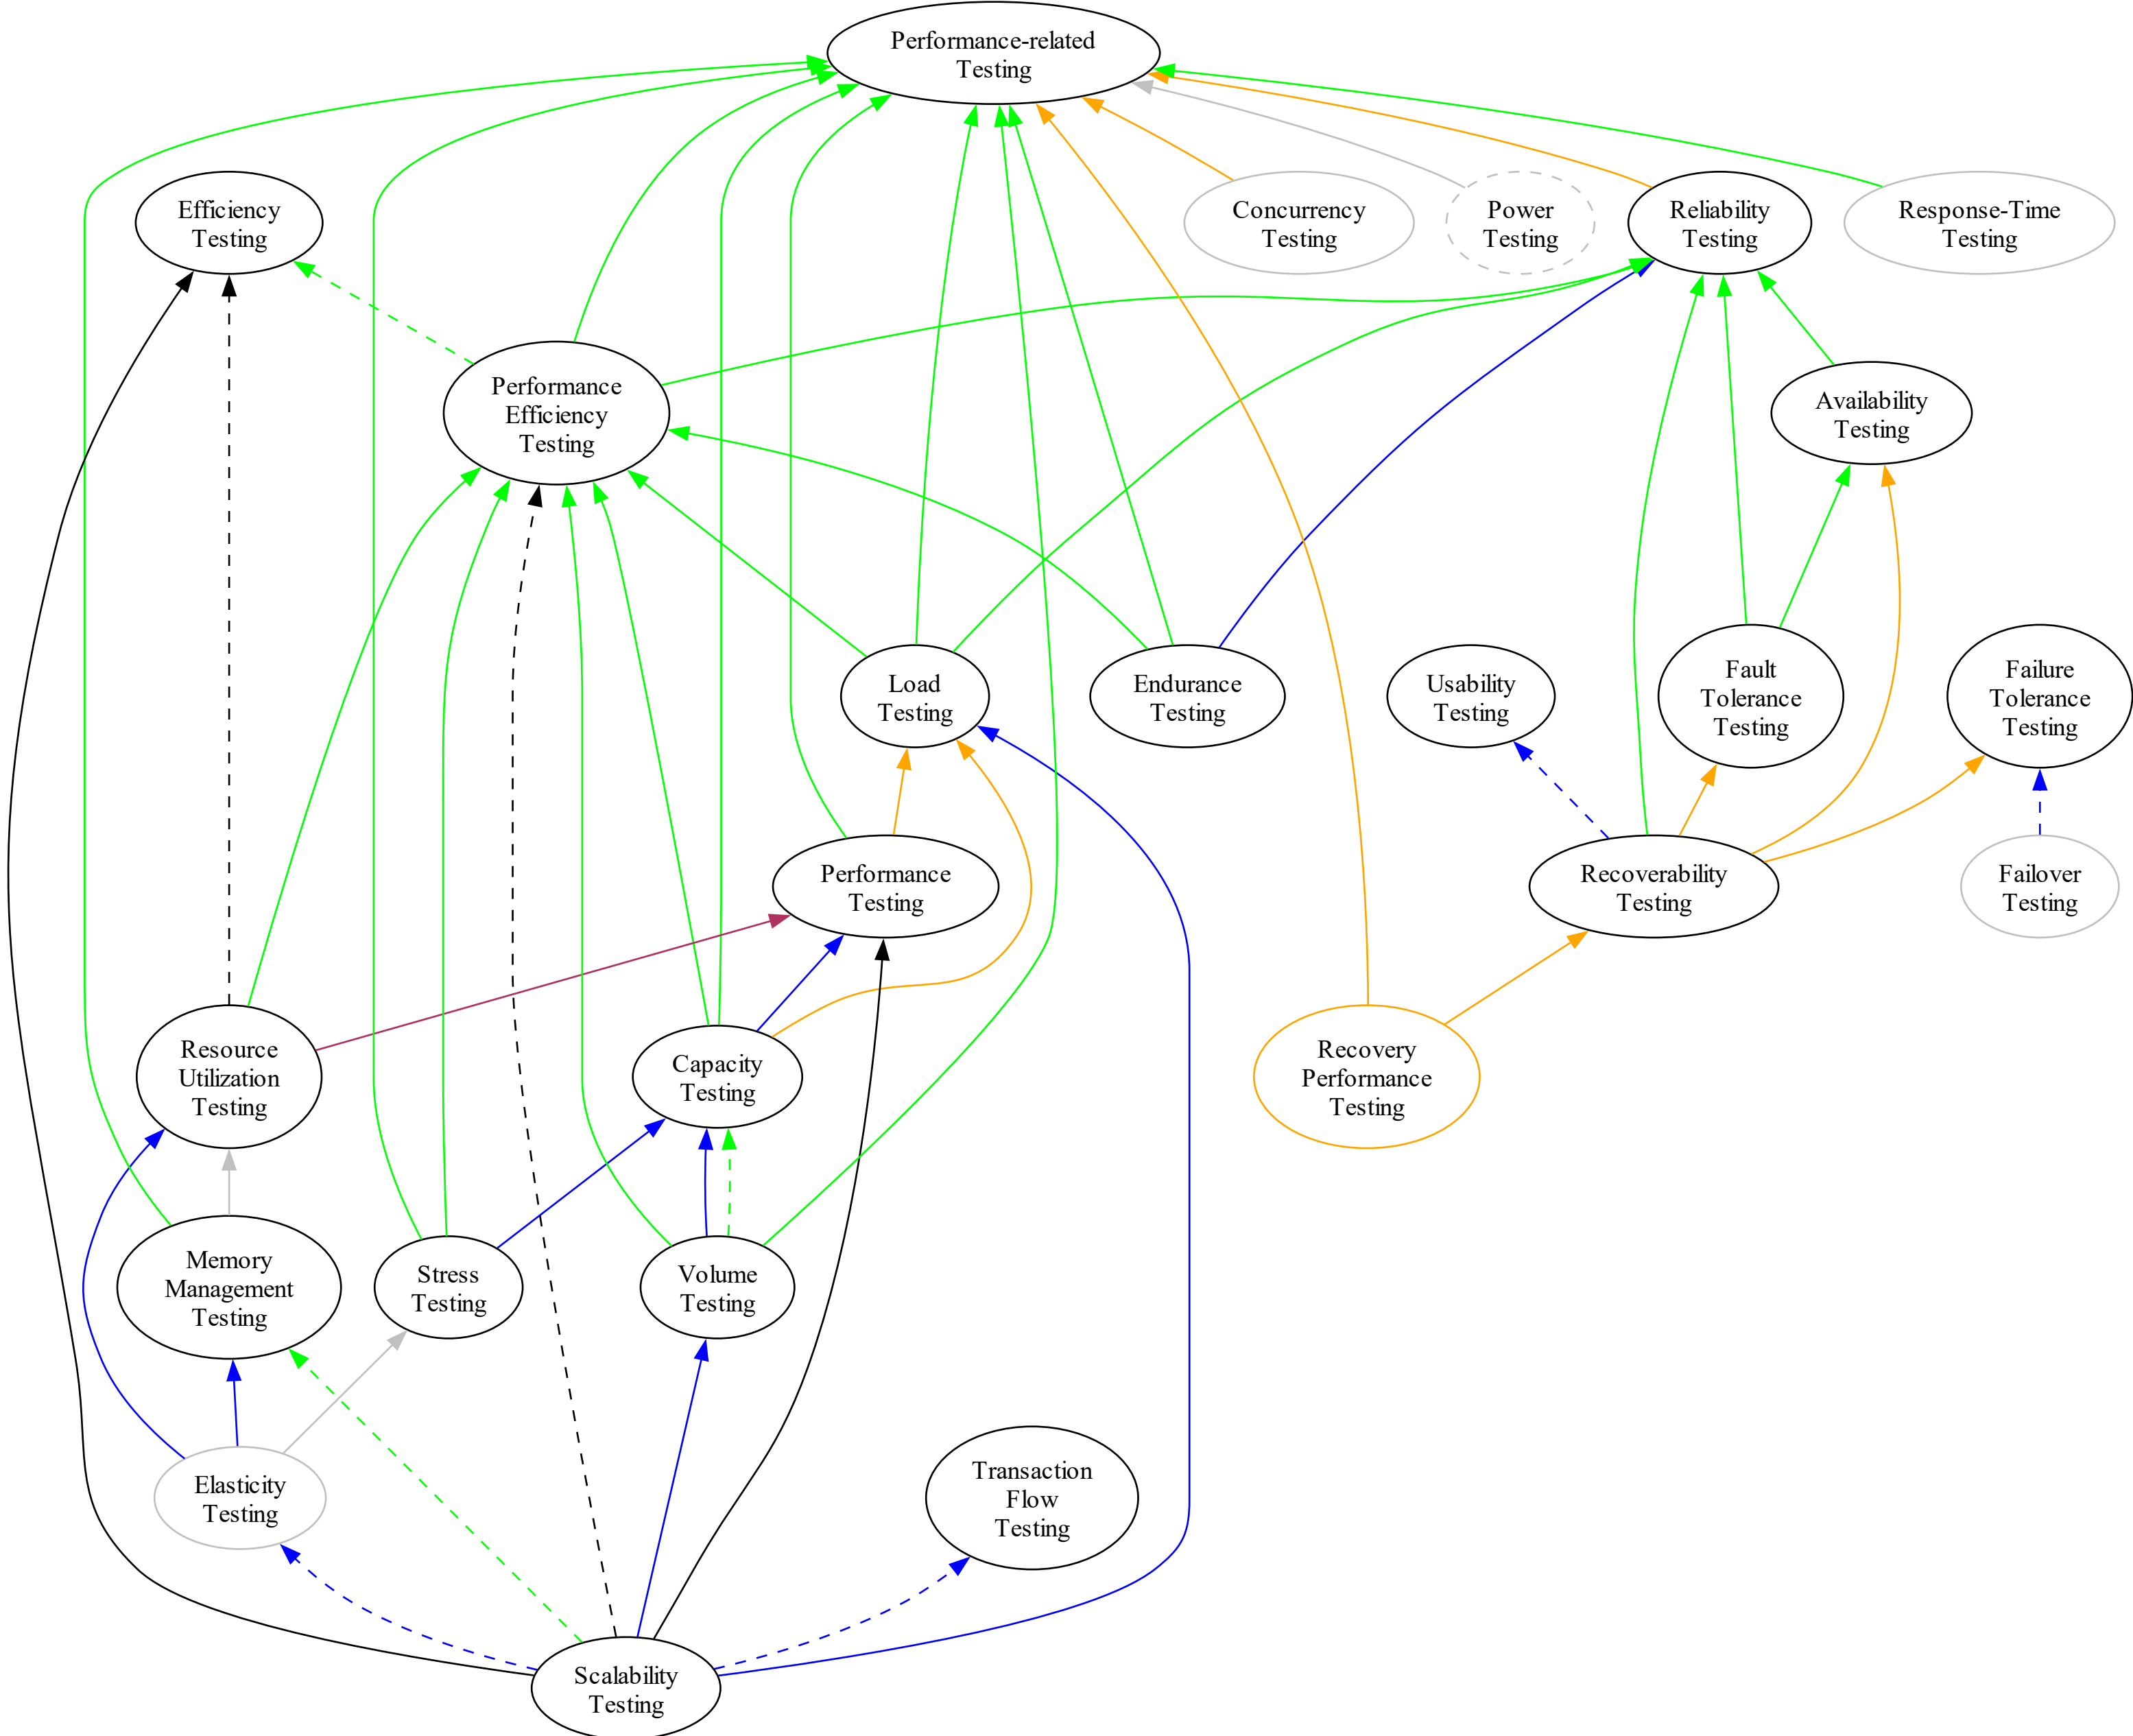 Performance-related
Testing
Efficiency
Testing
Concurrency
Testing
Power
Testing
Reliability
Testing
Response-Time
Testing
Performance
Efficiency
Testing
Availability
Testing
Load
Testing
Endurance
Testing
Usability
Testing
Fault
Tolerance
Testing
Failure
Tolerance
Testing
Performance
Testing
Recoverability
Testing
Failover
Testing
Resource
Utilization
Testing
Capacity
Testing
Recovery
Performance
Testing
Memory
Management
Testing
Stress
Testing
Volume
Testing
Elasticity
Testing
Transaction
Flow
Testing
Scalability
Testing